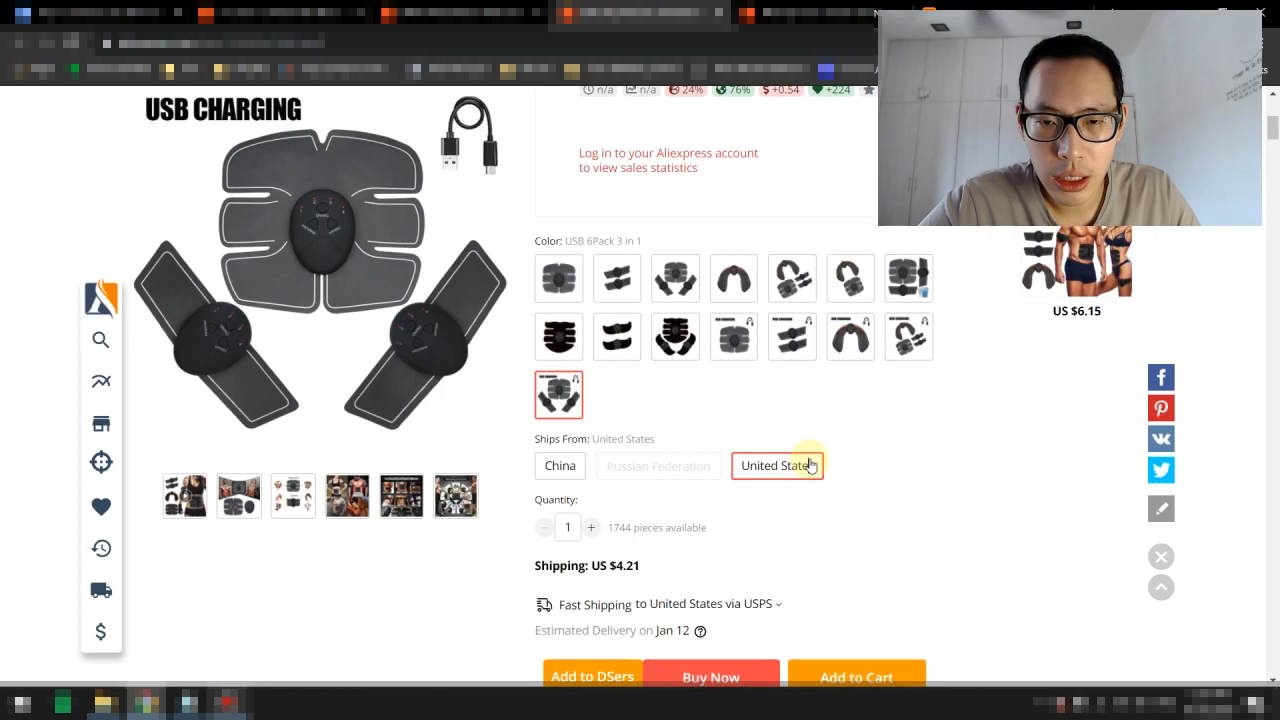 USB CHARGING
n/a n/a 24% 76% $ +0.54 +224
Log in to your Aliexpress account
to view sales statistics
Color: USB 6Pack 3 in 1
US $6.15
Ships From: United States
China Russian Federation United States
Quantity:
1 + 1744 pieces available
Shipping: US $4.21
Fast Shipping to United States via USPS
Estimated Delivery on Jan 12
Add to DSers Buy Now Add to Cart